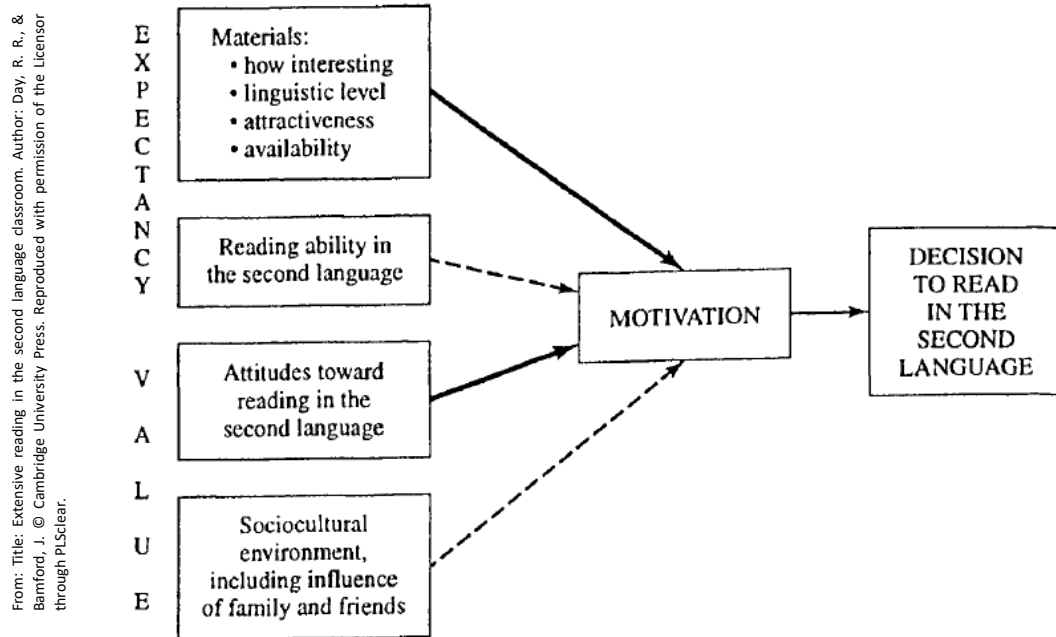 From: Title: Extensive reading in the second language classroom. Author: Day, R. R., &
Bamford, J. © Cambridge University Press. Reproduced with permission of the Licensor
through PLSclear.
EXPECTANCY
Materials:
• how interesting
• linguistic level
• attractiveness
• availability
Reading ability in
the second language
VALUE
Attitudes toward
reading in the
second language
Sociocultural
environment,
including influence
of family and friends
MOTIVATION
DECISION
TO READ
IN THE
SECOND
LANGUAGE